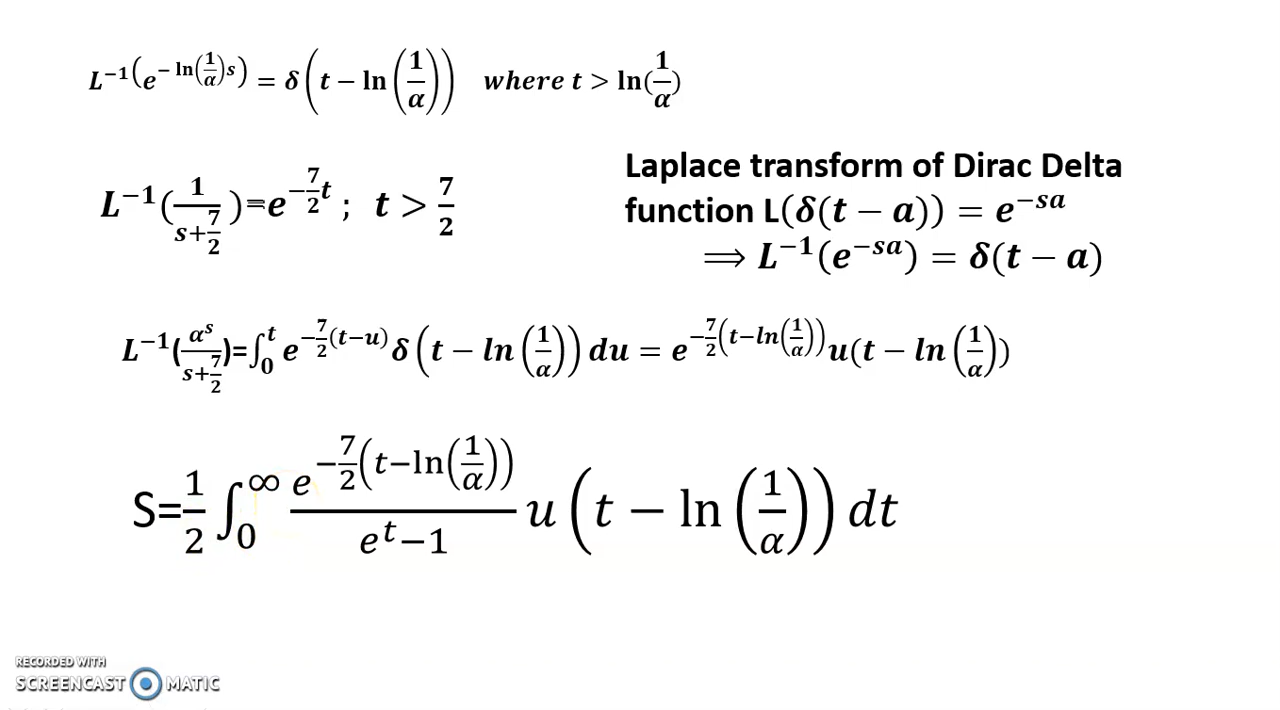 L⁻¹(e^(−ln(1/α)s)) = δ(t − ln(1/α)) where t > ln(1/α)
L⁻¹(1/(s+7/2))=e^(−7/2 t) ; t > 7/2
Laplace transform of Dirac Delta
function L(δ(t − a)) = e^(−sa)
⟹ L⁻¹(e^(−sa)) = δ(t − a)
L⁻¹(α^s/(s+7/2))=∫₀ᵗ e^(−7/2(t−u)) δ(t − ln(1/α)) du = e^(−7/2(t−ln(1/α))) u(t − ln(1/α))
S=1/2 ∫₀^∞ e^(−7/2(t−ln(1/α)))/(e^t−1) u(t − ln(1/α)) dt
RECORDED WITH
SCREENCAST MATIC